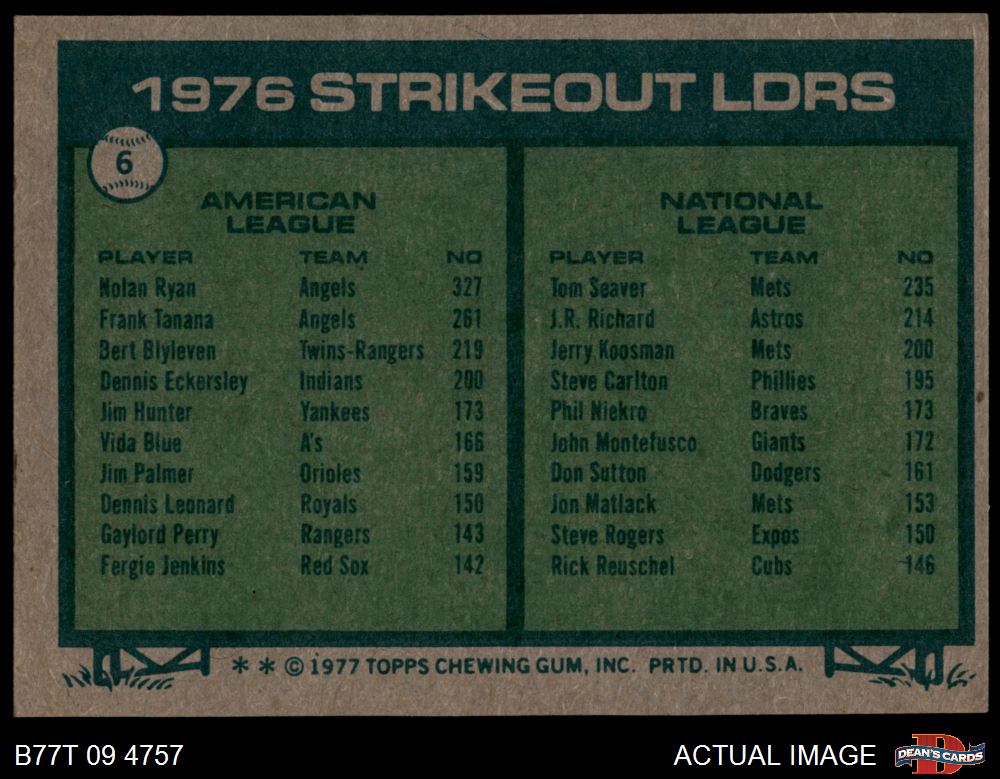 1976 STRIKEOUT LDRS
6
AMERICAN
LEAGUE
PLAYER TEAM NO
Nolan Ryan Angels 327
Frank Tanana Angels 261
Bert Blyleven Twins-Rangers 219
Dennis Eckersley Indians 200
Jim Hunter Yankees 173
Vida Blue A's 166
Jim Palmer Orioles 159
Dennis Leonard Royals 150
Gaylord Perry Rangers 143
Fergie Jenkins Red Sox 142
NATIONAL
LEAGUE
PLAYER TEAM NO
Tom Seaver Mets 235
J.R. Richard Astros 214
Jerry Koosman Mets 200
Steve Carlton Phillies 195
Phil Niekro Braves 173
John Montefusco Giants 172
Don Sutton Dodgers 161
Jon Matlack Mets 153
Steve Rogers Expos 150
Rick Reuschel Cubs 146
* * © 1977 TOPPS CHEWING GUM, INC. PRTD. IN U.S.A.
B77T 09 4757
ACTUAL IMAGE
D
DEAN'S CARDS